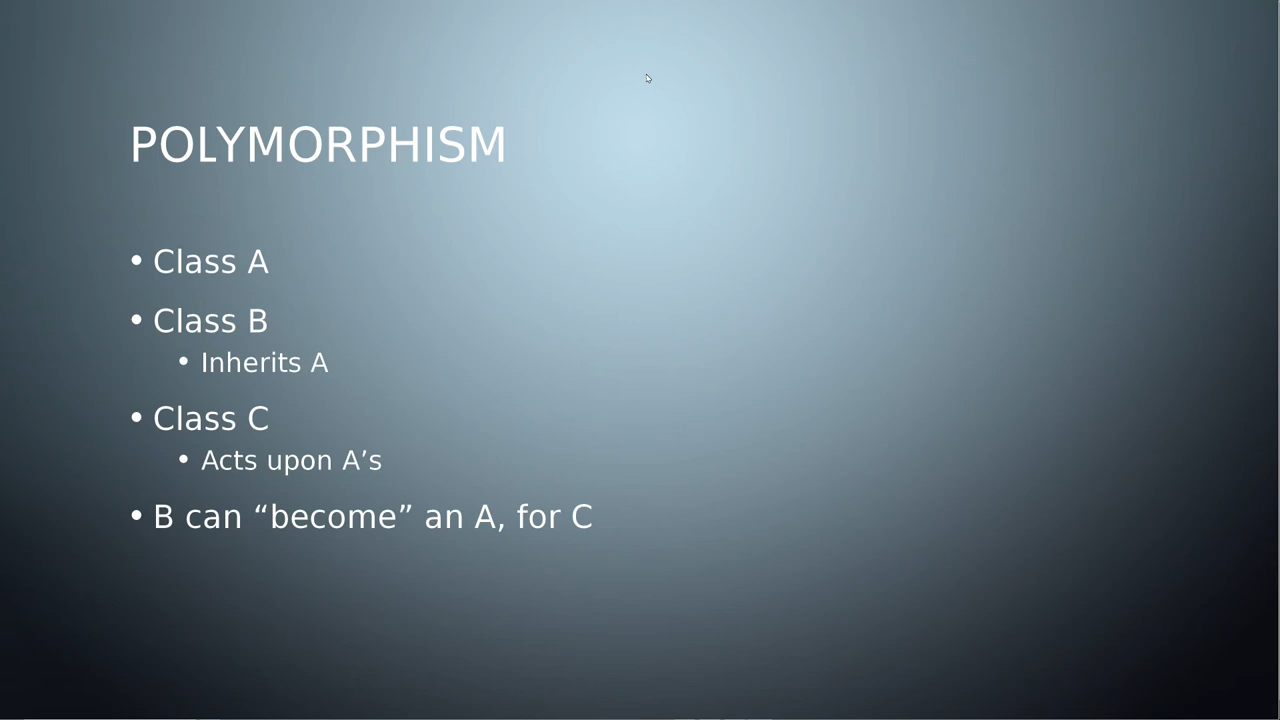 POLYMORPHISM
• Class A
• Class B
• Inherits A
• Class C
• Acts upon A’s
• B can “become” an A, for C